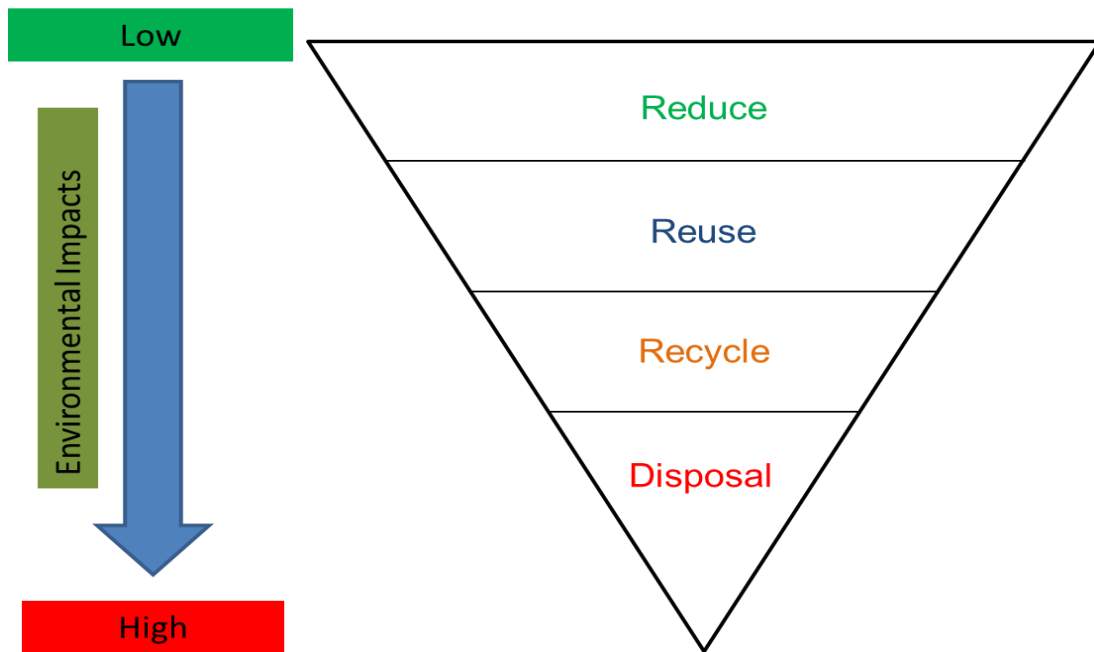 Low
Environmental Impacts
High
Reduce
Reuse
Recycle
Disposal